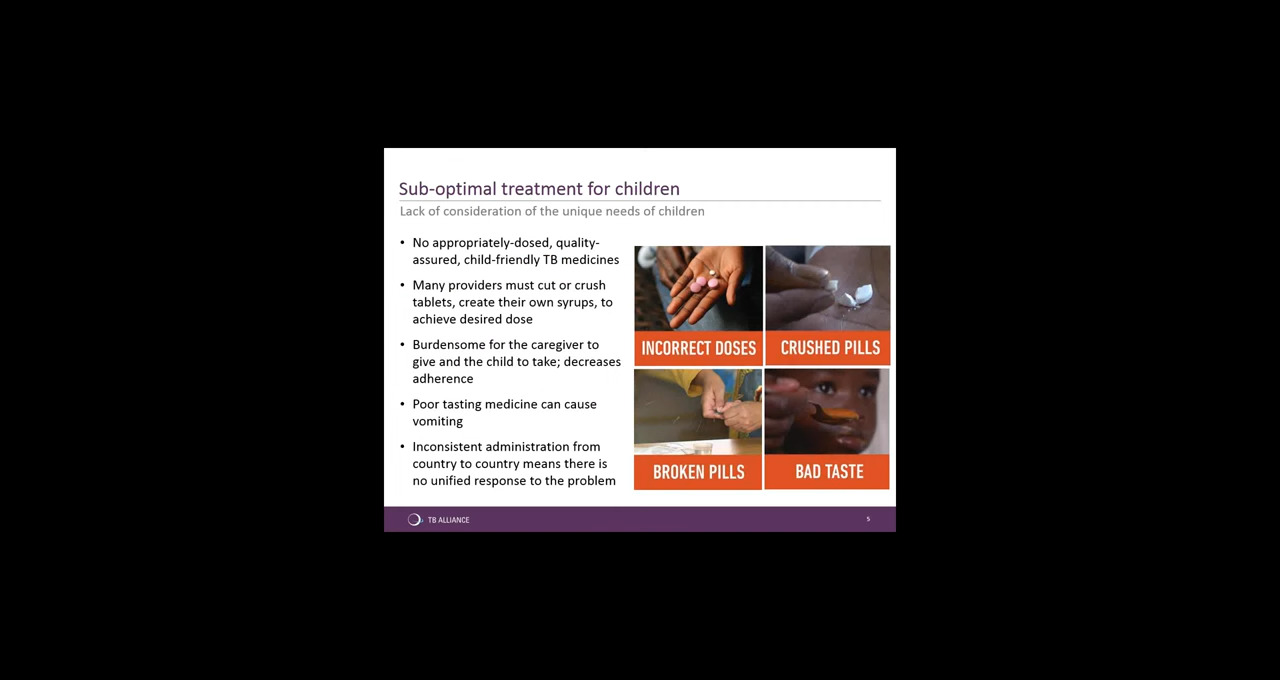 Sub-optimal treatment for children
Lack of consideration of the unique needs of children
• No appropriately-dosed, quality-
assured, child-friendly TB medicines
• Many providers must cut or crush
tablets, create their own syrups, to
achieve desired dose
• Burdensome for the caregiver to
give and the child to take; decreases
adherence
• Poor tasting medicine can cause
vomiting
• Inconsistent administration from
country to country means there is
no unified response to the problem
INCORRECT DOSES
CRUSHED PILLS
BROKEN PILLS
BAD TASTE
TB ALLIANCE
5